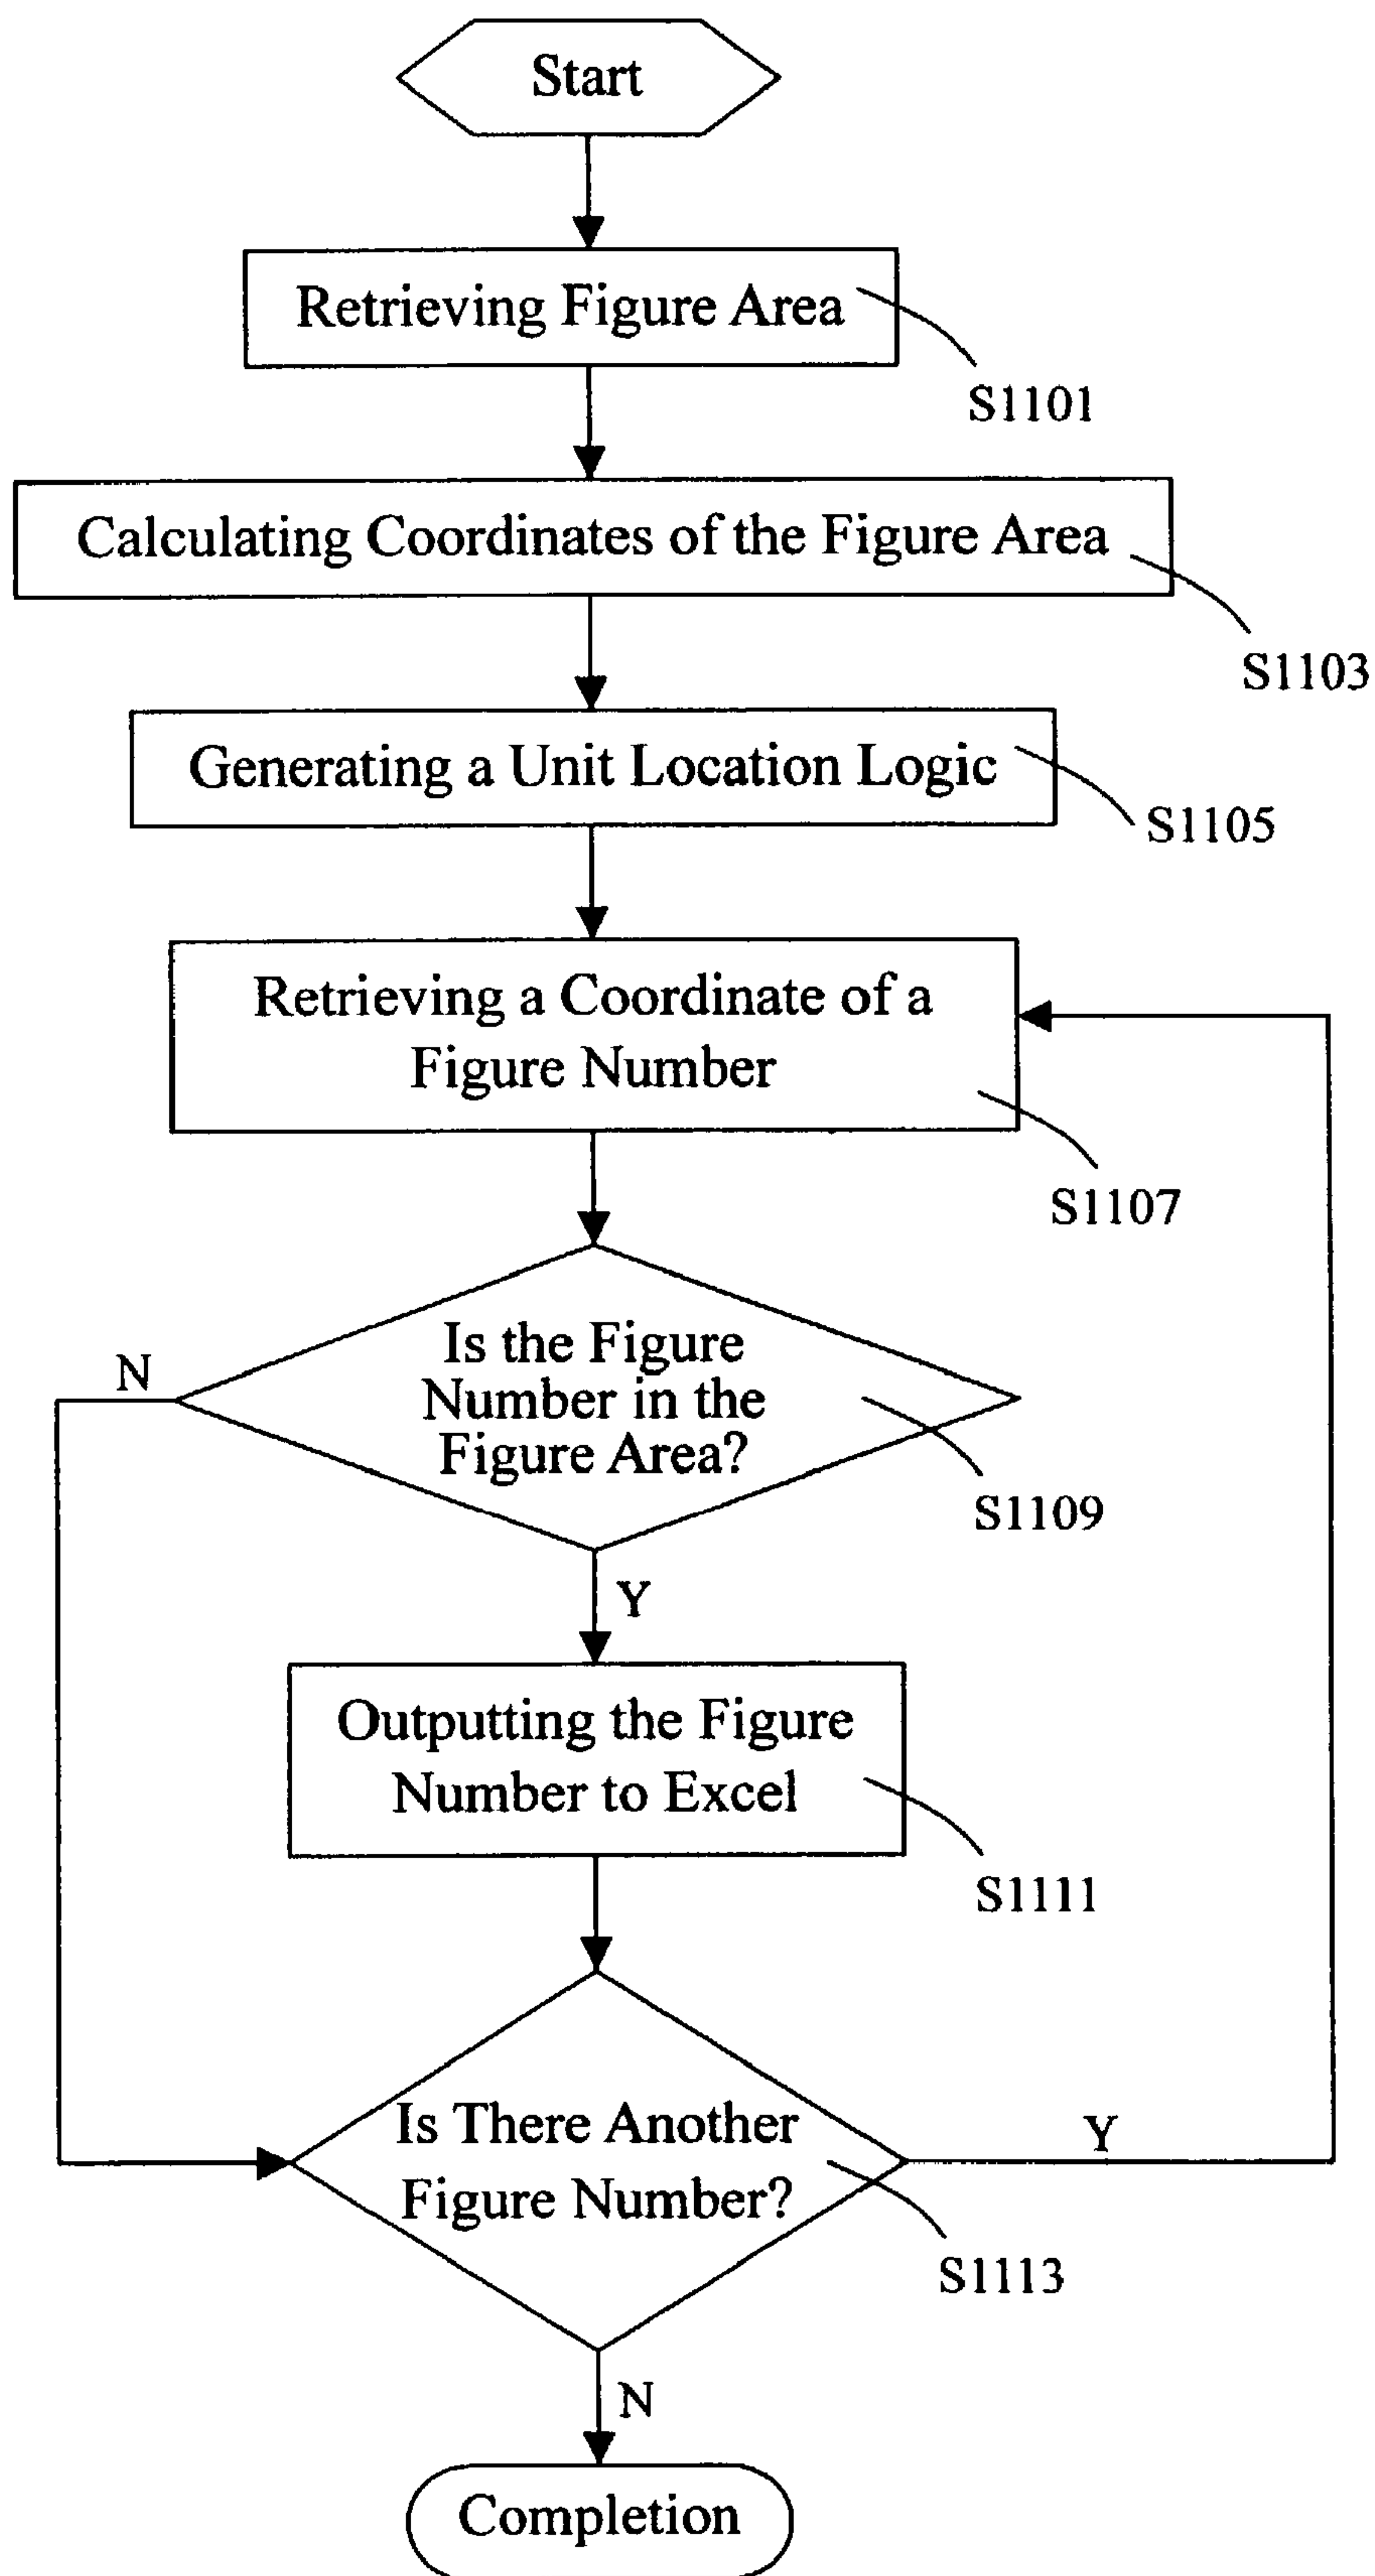 Start
Retrieving Figure Area
S1101
Calculating Coordinates of the Figure Area
S1103
Generating a Unit Location Logic
S1105
Retrieving a Coordinate of a
Figure Number
S1107
Is the Figure
Number in the
Figure Area?
N
S1109
Y
Outputting the Figure
Number to Excel
S1111
Is There Another
Figure Number?
Y
S1113
N
Completion